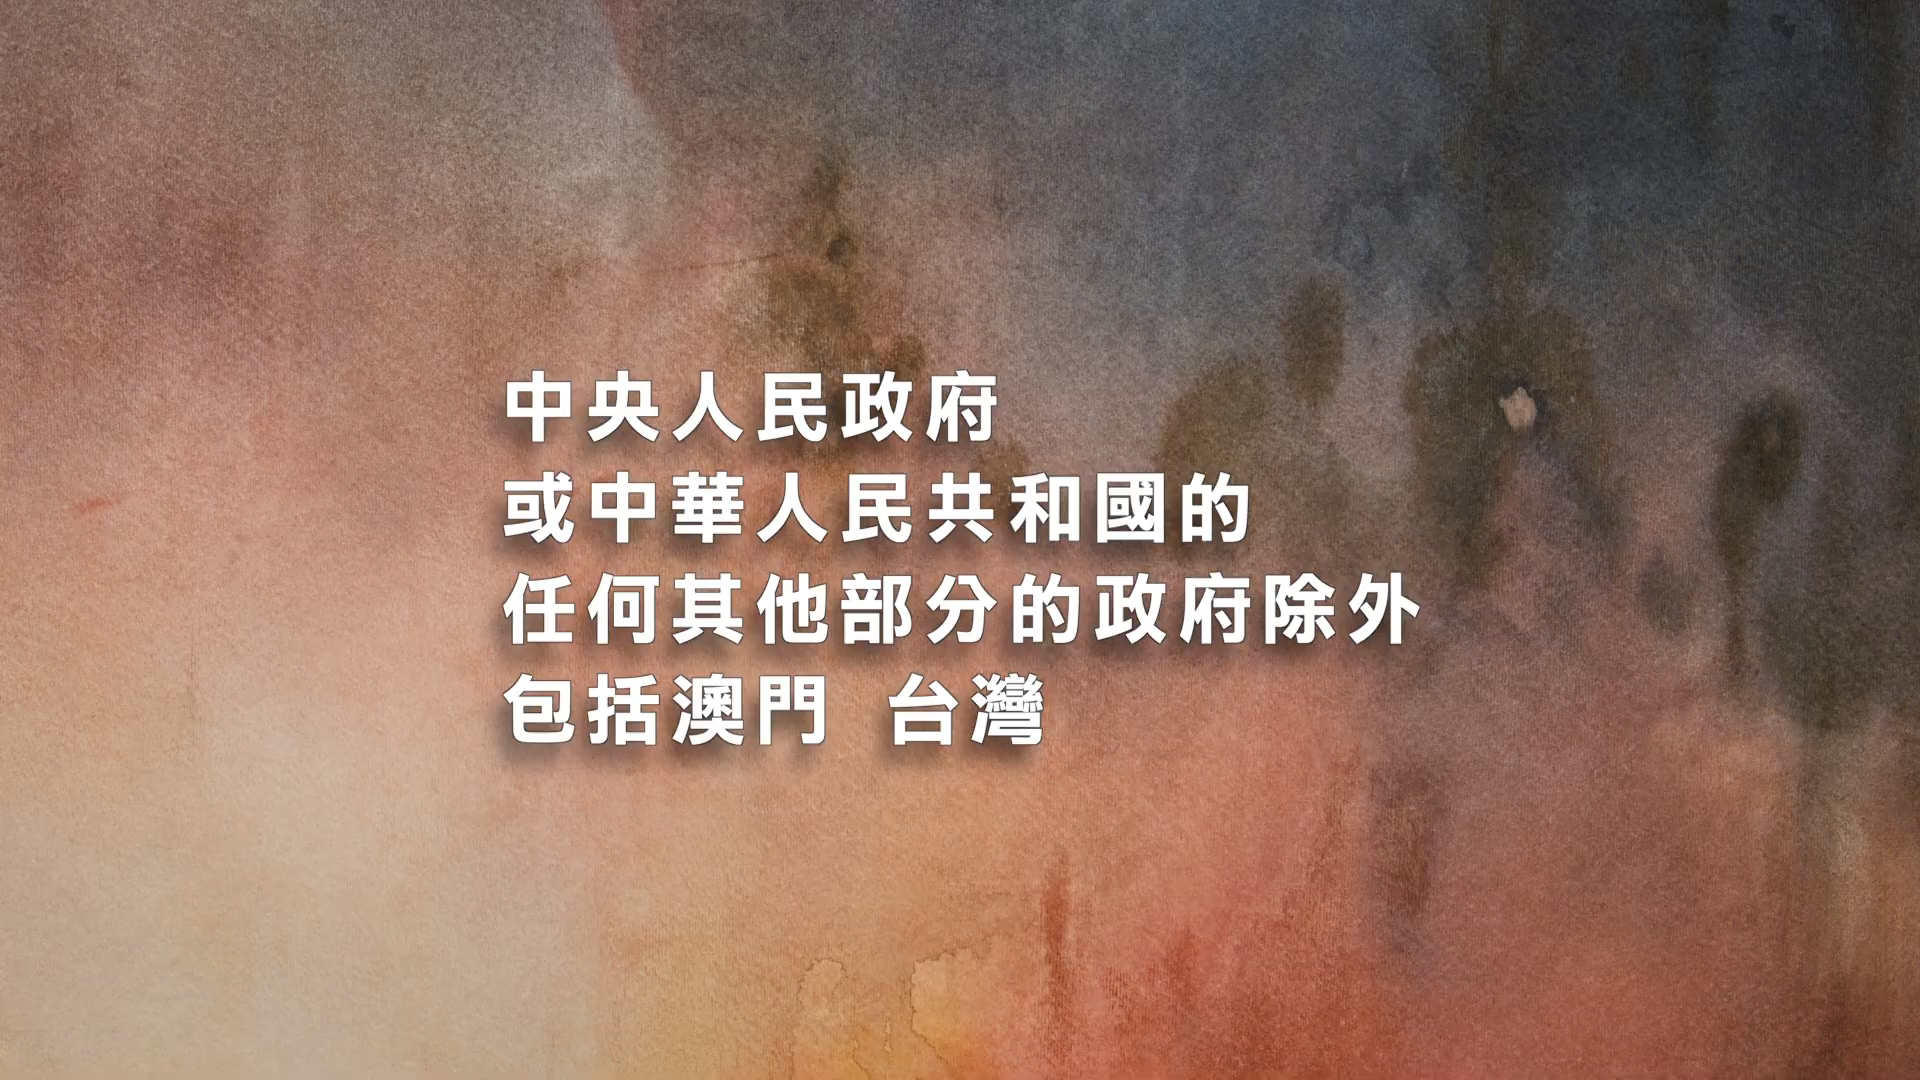 中央人民政府
或中華人民共和國的
任何其他部分的政府除外
包括澳門 台灣